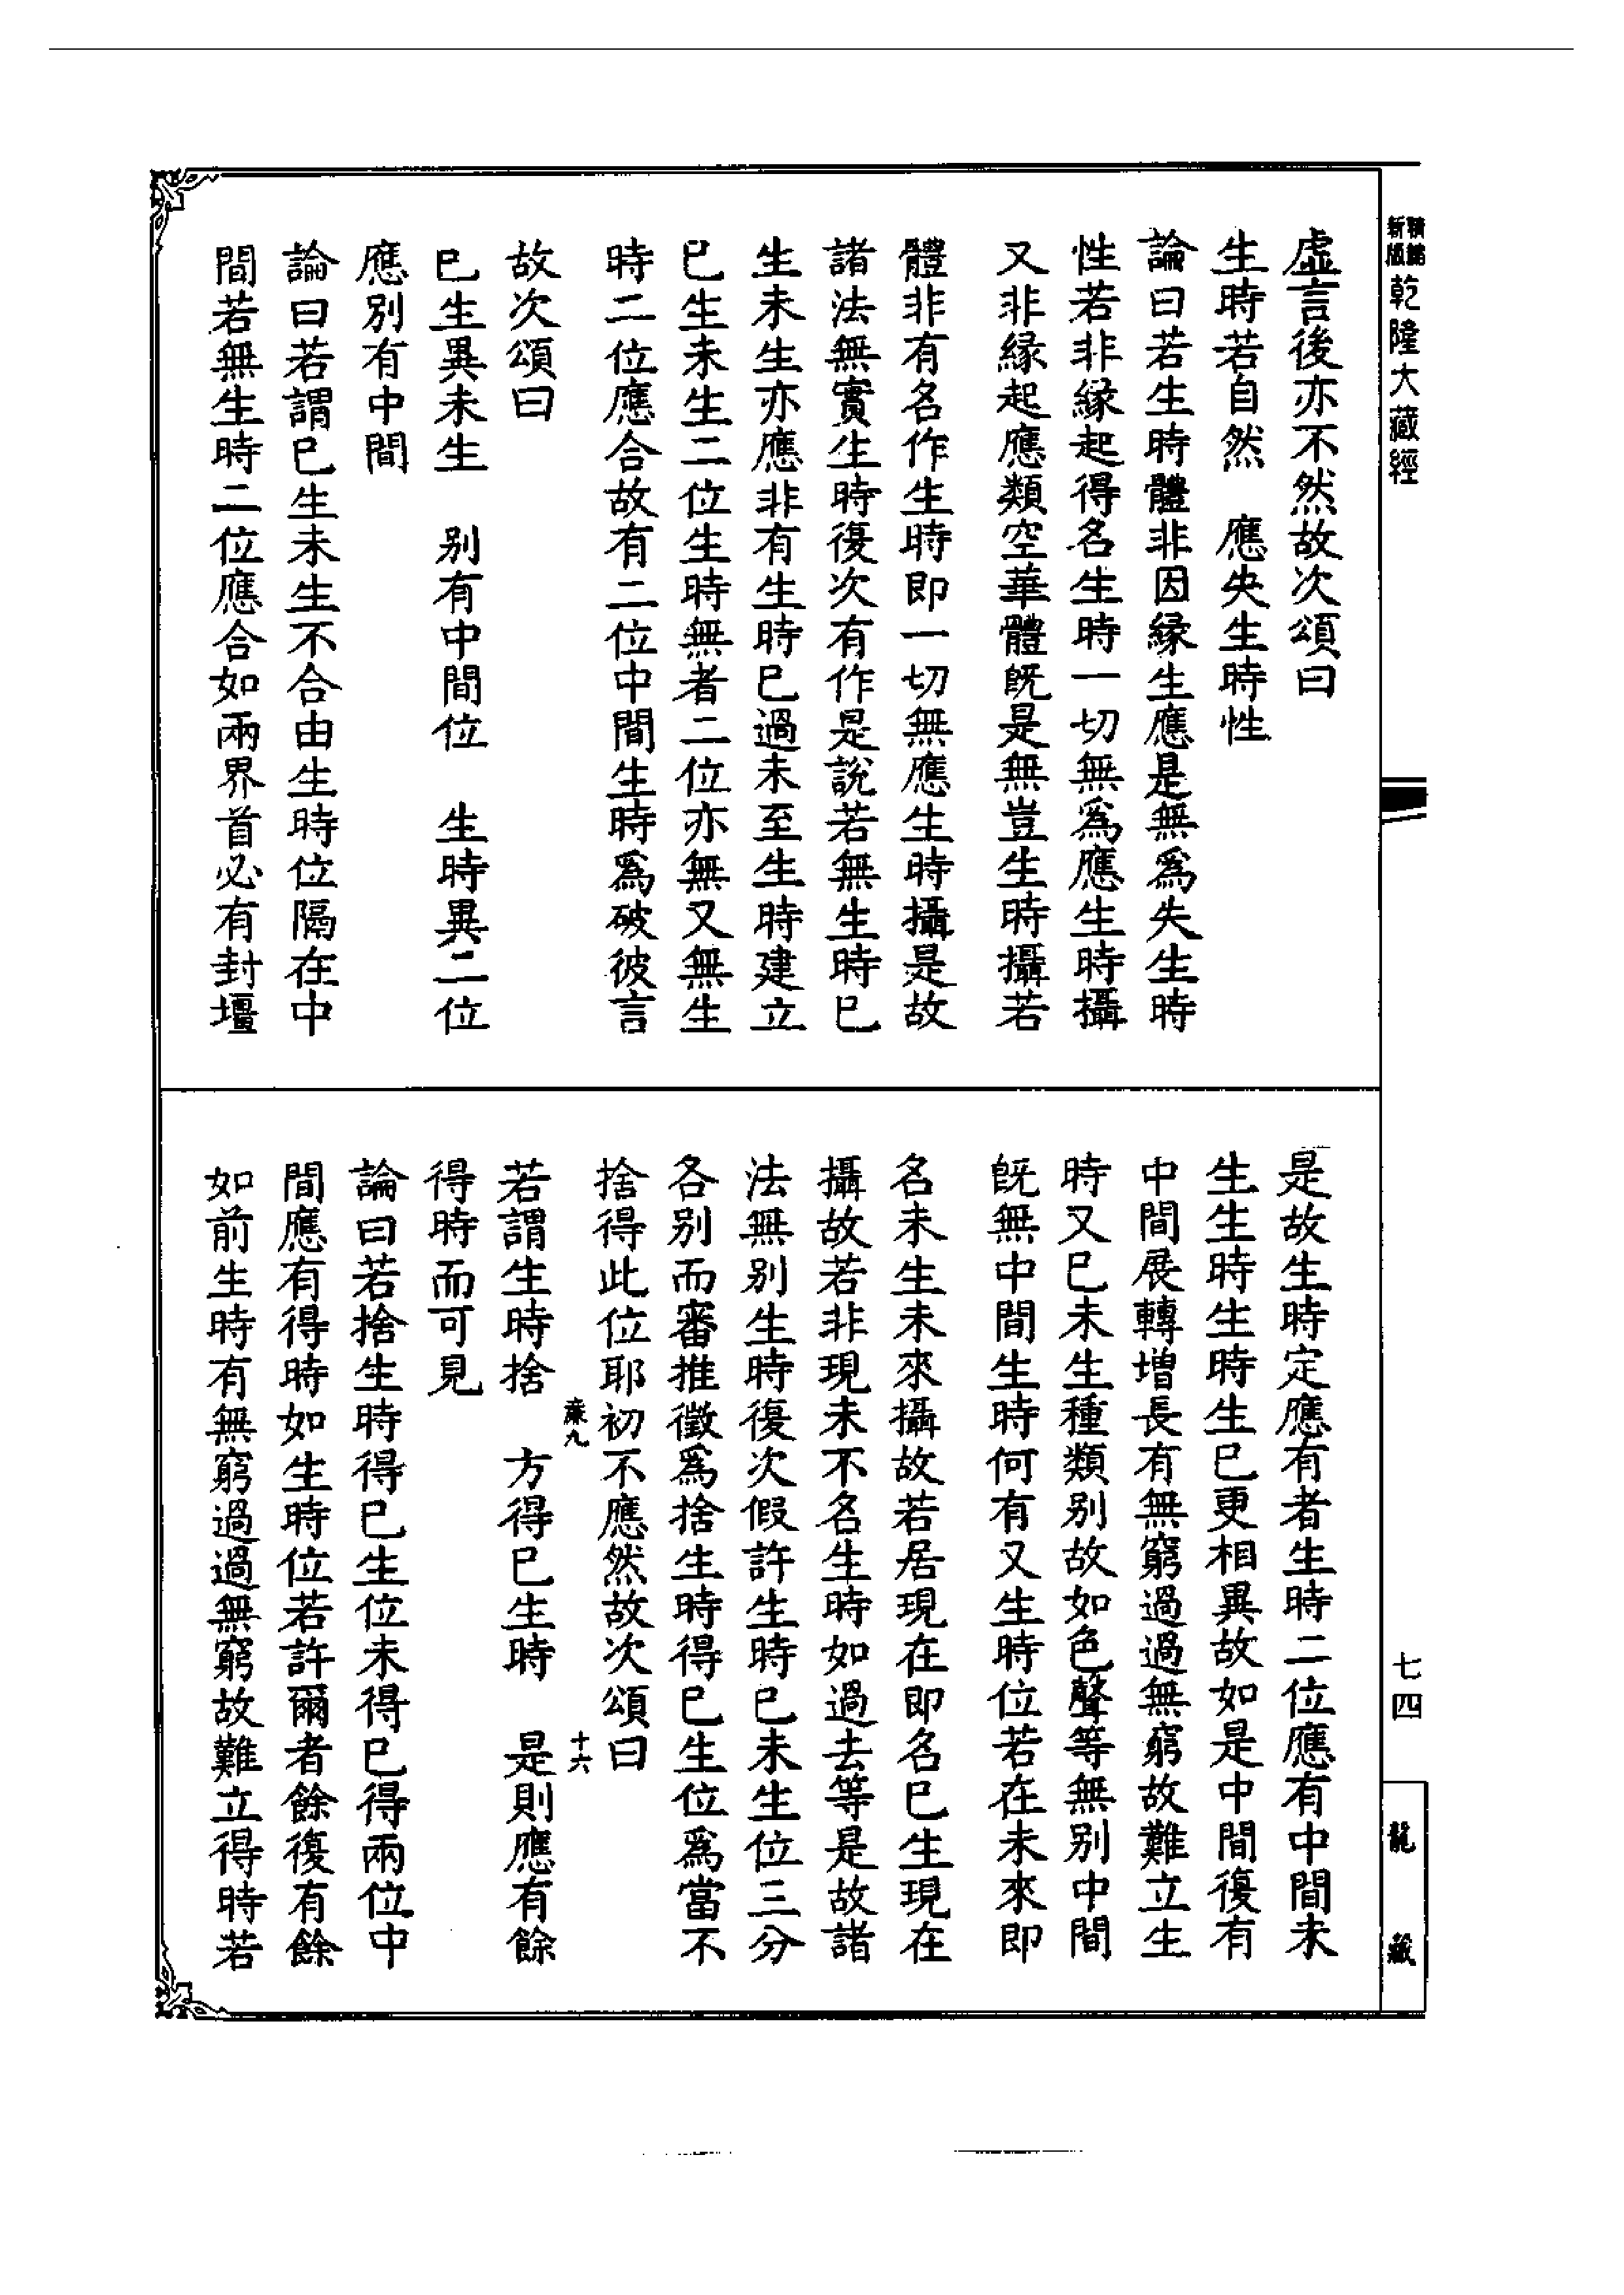 新版
乾隆大藏經
虛言後亦不然故次頌曰
生時若自然　應失生時性
論曰若生時體非因緣生應是無為失生時
性若非緣起得名生時一切無為應生時攝
又非緣起應類空華體旣是無豈生時攝若
體非有名作生時即一切無應生時攝是故
諸法無實生時復次有作是說若無生時已
生未生亦應非有生時已過未至生時建立
已生未生二位生時無者二位亦無又無生
時二位應合故有二位中間生時為破彼言
故次頌曰
已生異未生　別有中間位　生時異二位
應別有中間
論曰若謂已生未生不合由生時位隔在中
間若無生時二位應合如兩界首必有封壃
是故生時定應有者生時二位應有中間未
生生時生時生已更相異故如是中間復有
中間展轉增長有無窮過過無窮故難立生
時又已未生種類別故如色聲等無別中間
旣無中間生時何有又生時位若在未來即
名未生未來攝故若居現在即名已生現在
攝故若非現未不名生時如過去等是故諸
法無別生時復次假許生時已未生位三分
各別而審推徵為捨生時得已生位為當不
捨得此位耶初不應然故次頌曰
若謂生時捨　方得已生時　是則應有餘
得時而可見
論曰若捨生時得已生位未得已得兩位中
間應有得時如生時位若許爾者餘復有餘
如前生時有無窮過過無窮故難立得時若
十六
七四
龍藏